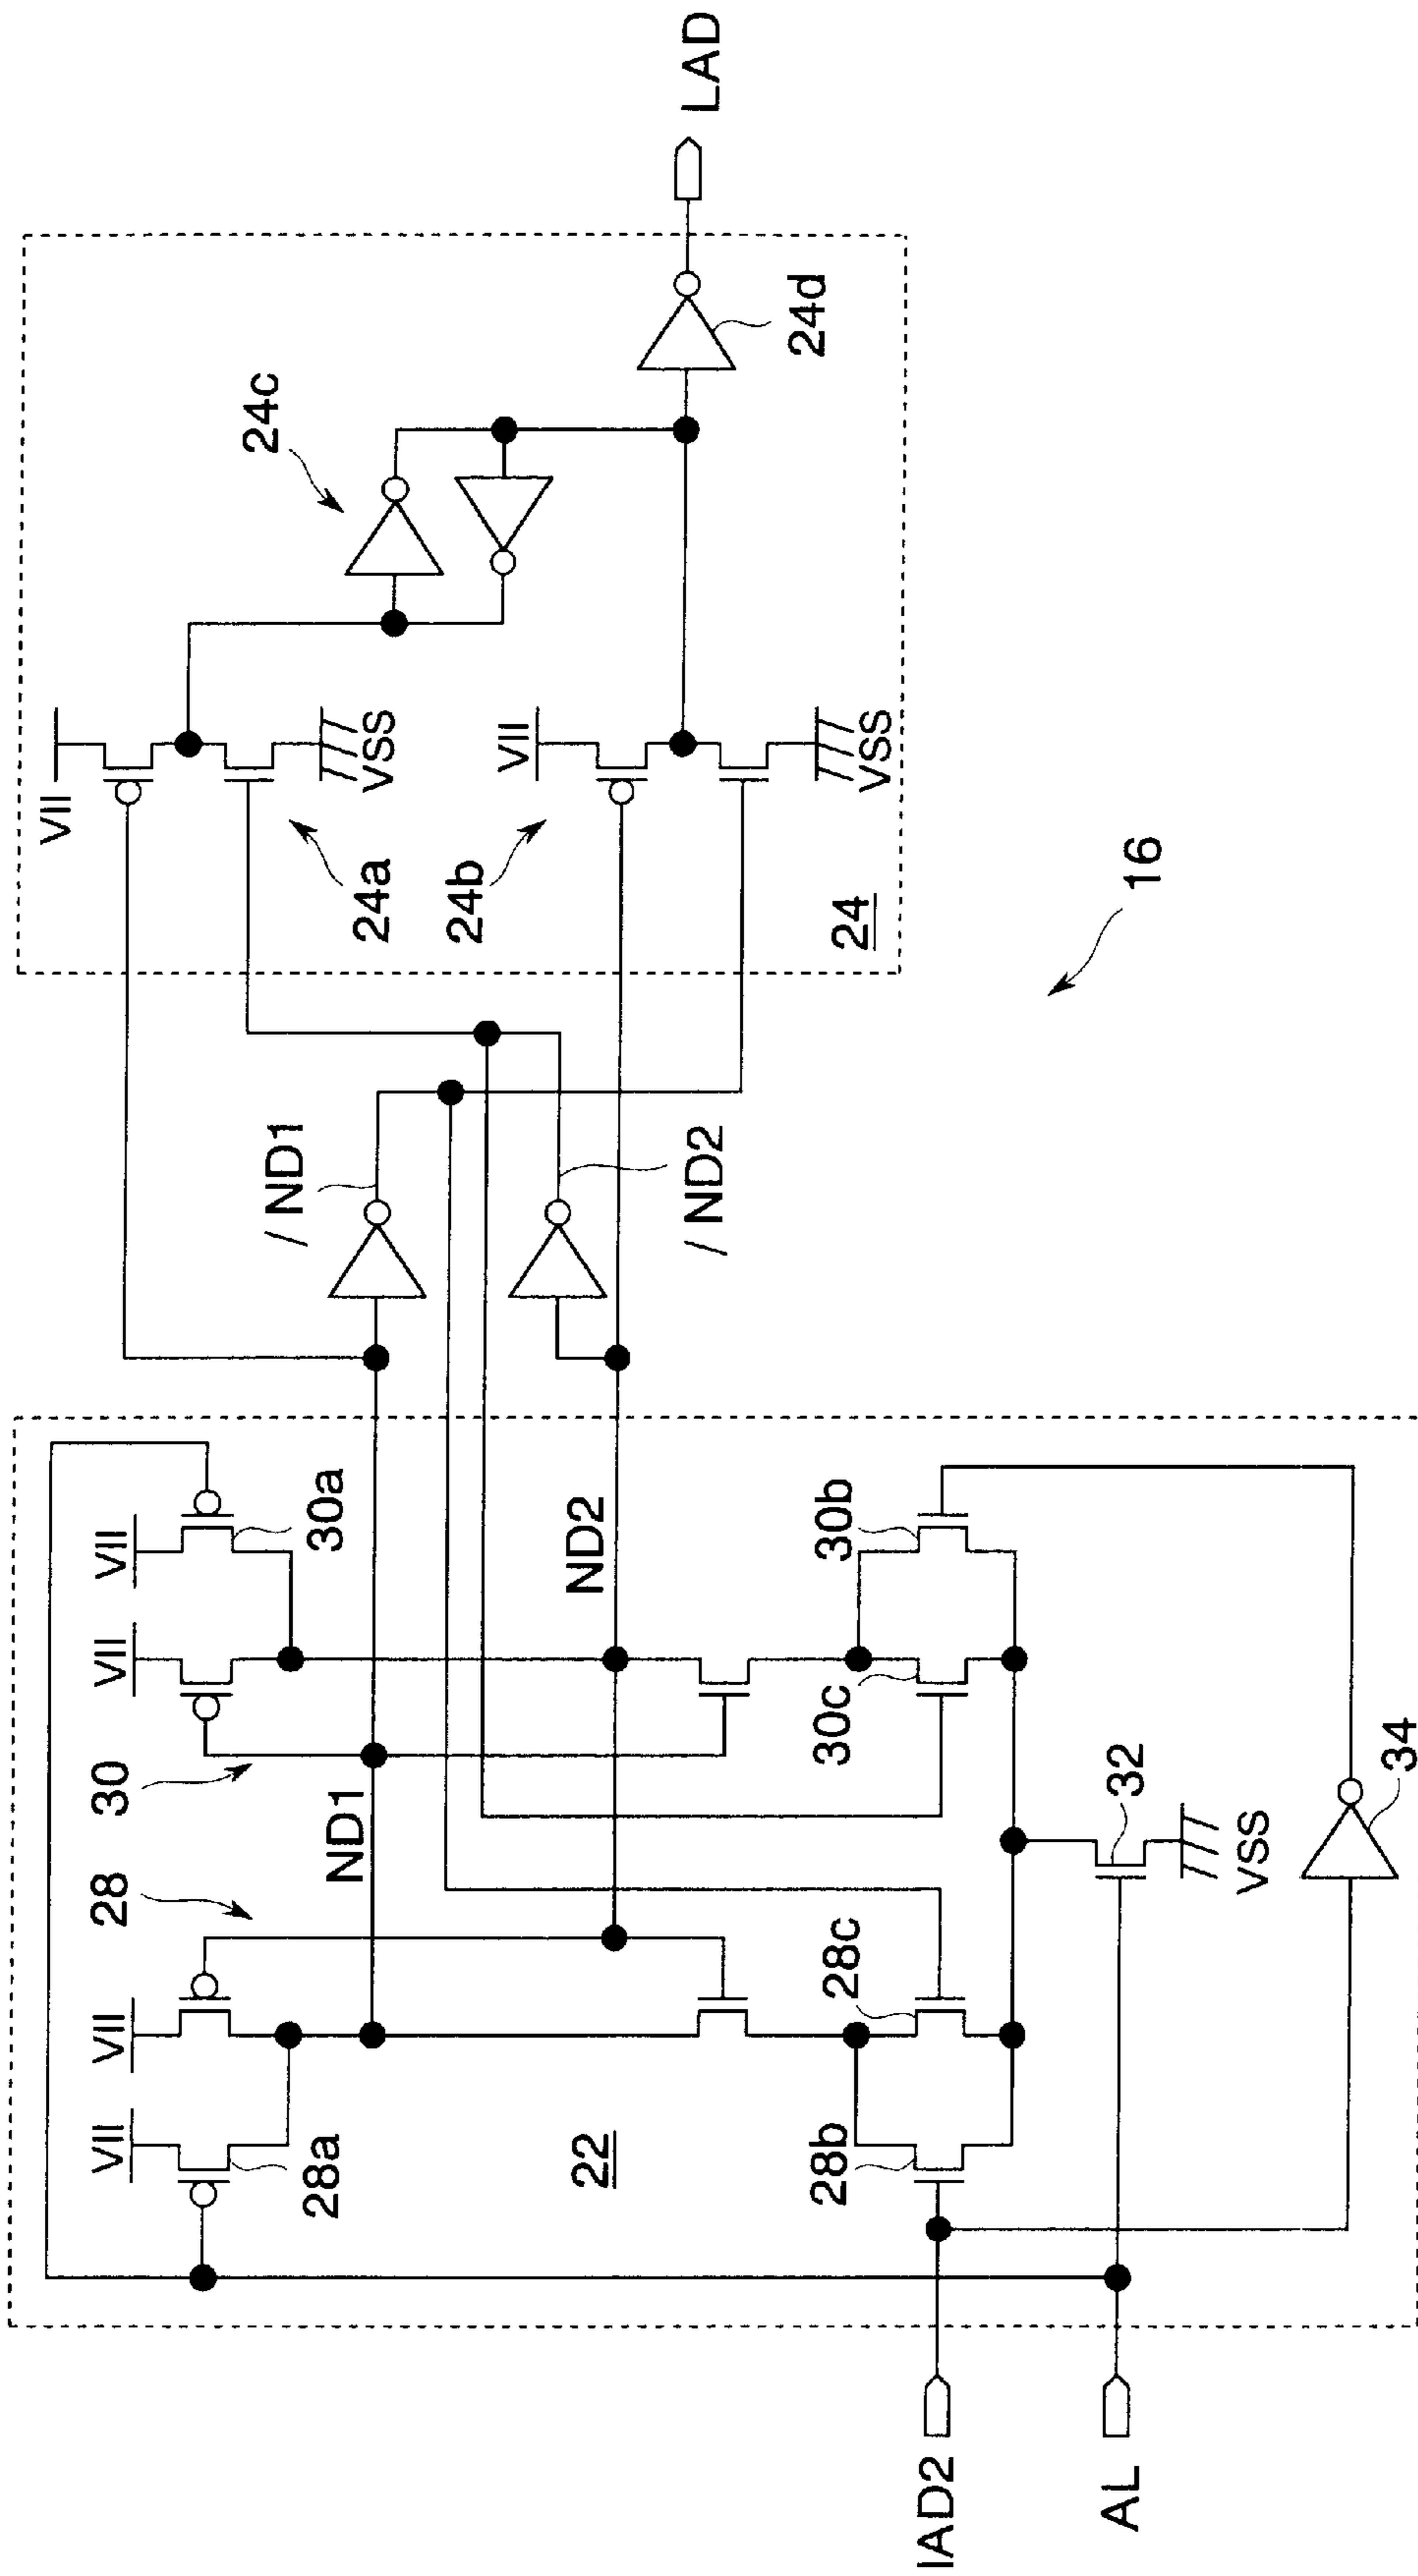 VII
VII
VII
VII
28
30
28a
30a
ND1
ND2
22
28b
28c
30c
30b
32
VSS
34
IAD2
AL
/ ND1
/ ND2
VII
VSS
24a
VII
24b
VSS
24
24c
24d
LAD
16